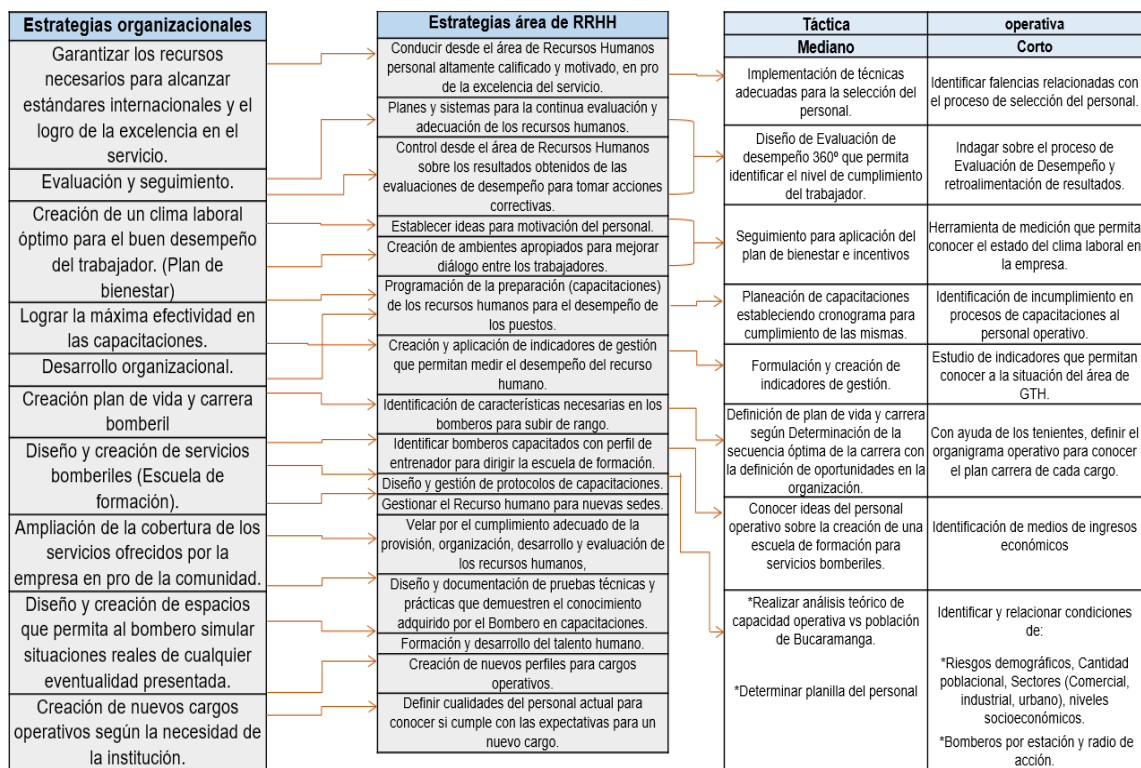 Estrategias organizacionales
Garantizar los recursos
necesarios para alcanzar
estándares internacionales y el
logro de la excelencia en el
servicio.
Evaluación y seguimiento.
Creación de un clima laboral
óptimo para el buen desempeño
del trabajador. (Plan de
bienestar)
Lograr la máxima efectividad en
las capacitaciones.
Desarrollo organizacional.
Creación plan de vida y carrera
bomberil
Diseño y creación de servicios
bomberiles (Escuela de
formación).
Ampliación de la cobertura de los
servicios ofrecidos por la
empresa en pro de la comunidad.
Diseño y creación de espacios
que permita al bombero simular
situaciones reales de cualquier
eventualidad presentada.
Creación de nuevos cargos
operativos según la necesidad de
la institución.
Estrategias área de RRHH
Conducir desde el área de Recursos Humanos
personal altamente calificado y motivado, en pro
de la excelencia del servicio.
Planes y sistemas para la continua evaluación y
adecuación de los recursos humanos.
Control desde el área de Recursos Humanos
sobre los resultados obtenidos de las
evaluaciones de desempeño para tomar acciones
correctivas.
Establecer ideas para motivación del personal.
Creación de ambientes apropiados para mejorar
diálogo entre los trabajadores.
Programación de la preparación (capacitaciones)
de los recursos humanos para el desempeño de
los puestos.
Creación y aplicación de indicadores de gestión
que permitan medir el desempeño del recurso
humano.
Identificación de características necesarias en los
bomberos para subir de rango.
Identificar bomberos capacitados con perfil de
entrenador para dirigir la escuela de formación.
Diseño y gestión de protocolos de capacitaciones.
Gestionar el Recurso humano para nuevas sedes.
Velar por el cumplimiento adecuado de la
provisión, organización, desarrollo y evaluación de
los recursos humanos,
Diseño y documentación de pruebas técnicas y
prácticas que demuestren el conocimiento
adquirido por el Bombero en capacitaciones.
Formación y desarrollo del talento humano.
Creación de nuevos perfiles para cargos
operativos.
Definir cualidades del personal actual para
conocer si cumple con las expectativas para un
nuevo cargo.
Táctica
Mediano
Implementación de técnicas
adecuadas para la selección del
personal.
Diseño de Evaluación de
desempeño 360º que permita
identificar el nivel de cumplimiento
del trabajador.
Seguimiento para aplicación del
plan de bienestar e incentivos
Planeación de capacitaciones
estableciendo cronograma para
cumplimiento de las mismas.
Formulación y creación de
indicadores de gestión.
Definición de plan de vida y carrera
según Determinación de la
secuencia óptima de la carrera con
la definición de oportunidades en la
organización.
Conocer ideas del personal
operativo sobre la creación de una
escuela de formación para
servicios bomberiles.
*Realizar análisis teórico de
capacidad operativa vs población
de Bucaramanga.
*Determinar planilla del personal
operativa
Corto
Identificar falencias relacionadas con
el proceso de selección del personal.
Indagar sobre el proceso de
Evaluación de Desempeño y
retroalimentación de resultados.
Herramienta de medición que permita
conocer el estado del clima laboral en
la empresa.
Identificación de incumplimiento en
procesos de capacitaciones al
personal operativo.
Estudio de indicadores que permitan
conocer a la situación del área de
GTH.
Con ayuda de los tenientes, definir el
organigrama operativo para conocer
el plan carrera de cada cargo.
Identificación de medios de ingresos
económicos
Identificar y relacionar condiciones
de:
*Riesgos demográficos, Cantidad
poblacional, Sectores (Comercial,
industrial, urbano), niveles
socioeconómicos.
*Bomberos por estación y radio de
acción.